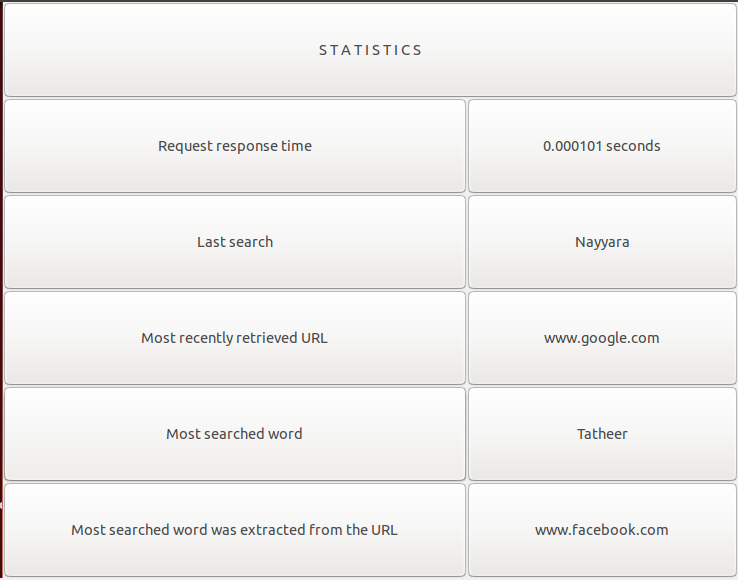 S T A T I S T I C S
Request response time 0.000101 seconds
Last search Nayyara
Most recently retrieved URL www.google.com
Most searched word Tatheer
Most searched word was extracted from the URL www.facebook.com